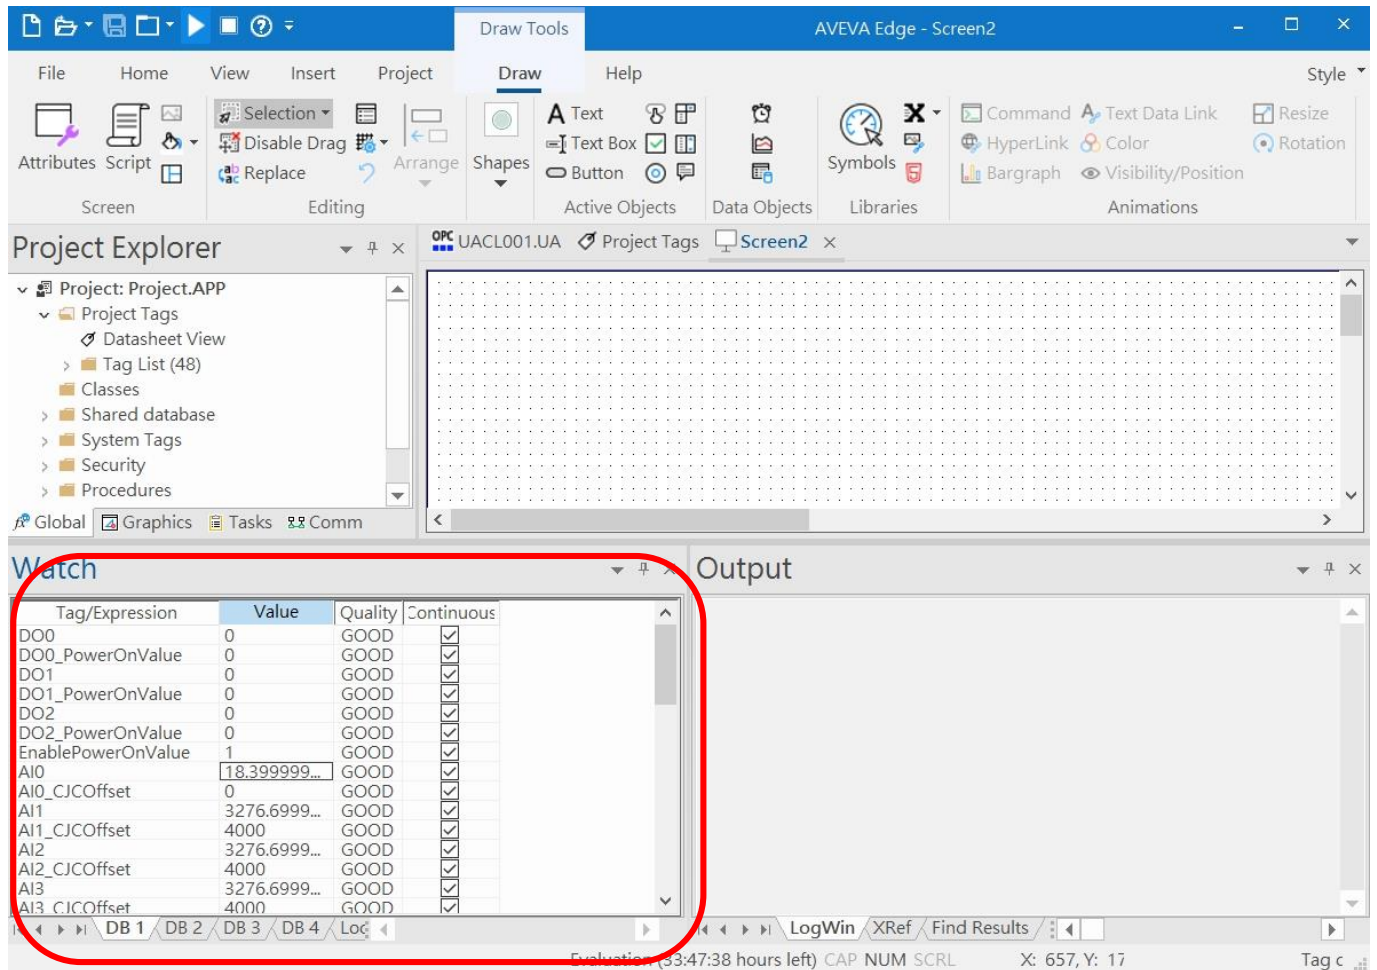 Draw Tools
AVEVA Edge - Screen2
File Home View Insert Project Draw Help Style
Attributes Script
Selection
Disable Drag
Replace
Arrange
Shapes
A Text
Text Box
Button
Symbols
Command Text Data Link
HyperLink Color
Bargraph Visibility/Position
Resize
Rotation
Screen Editing Active Objects Data Objects Libraries Animations
Project Explorer
OPC UACL001.UA Project Tags Screen2
Project: Project.APP
Project Tags
Datasheet View
Tag List (48)
Classes
Shared database
System Tags
Security
Procedures
Global Graphics Tasks Comm
Watch
Output
Tag/Expression Value Quality Continuous
DO0 0 GOOD
DO0_PowerOnValue 0 GOOD
DO1 0 GOOD
DO1_PowerOnValue 0 GOOD
DO2 0 GOOD
DO2_PowerOnValue 0 GOOD
EnablePowerOnValue 1 GOOD
AI0 18.399999... GOOD
AI0_CJCOffset 0 GOOD
AI1 3276.6999... GOOD
AI1_CJCOffset 4000 GOOD
AI2 3276.6999... GOOD
AI2_CJCOffset 4000 GOOD
AI3 3276.6999... GOOD
AI3_CJCOffset 4000 GOOD
DB 1 DB 2 DB 3 DB 4 Loc
LogWin XRef Find Results
Evaluation (33:47:38 hours left) CAP NUM SCRL X: 657, Y: 17 Tag c